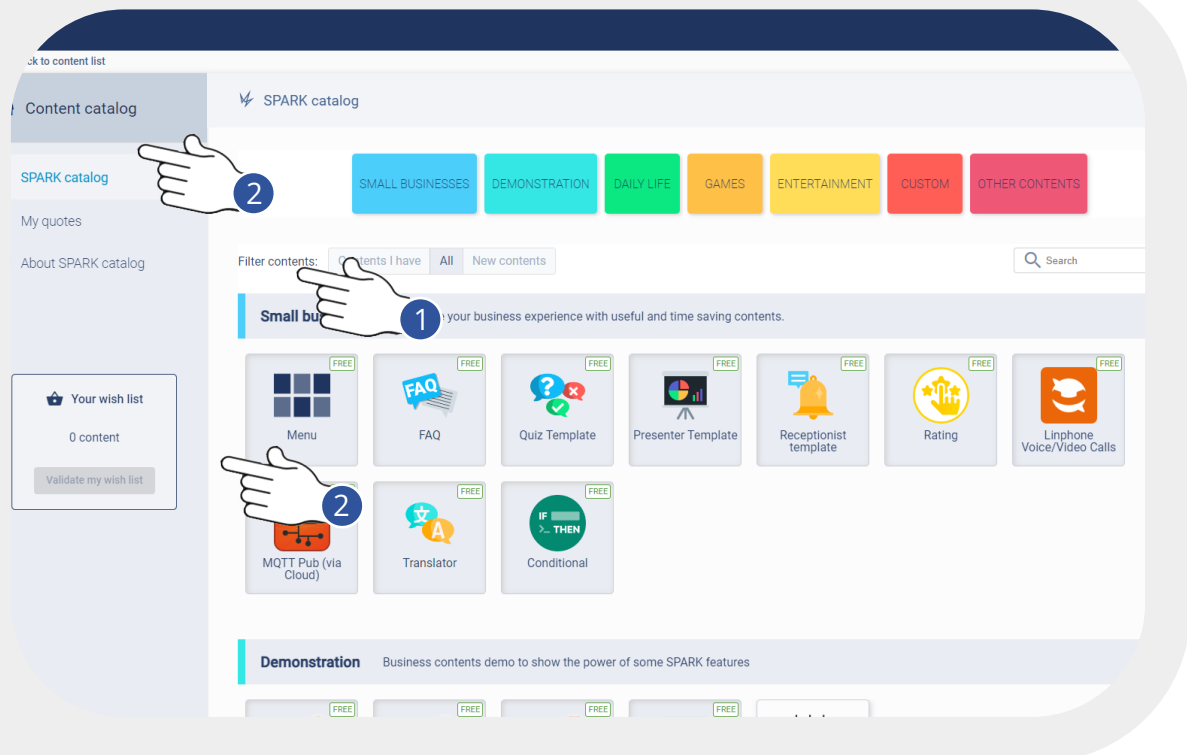 ck to content list
Content catalog
SPARK catalog
SPARK catalog
My quotes
About SPARK catalog
2
SMALL BUSINESSES
DEMONSTRATION
DAILY LIFE
GAMES
ENTERTAINMENT
CUSTOM
OTHER CONTENTS
Filter contents:
tents I have
All
New contents
Search
1
Small bu
your business experience with useful and time saving contents.
FREE
FREE
FREE
FREE
FREE
FREE
FREE
FAQ
Menu
FAQ
Quiz Template
Presenter Template
Receptionist
template
Rating
Linphone
Voice/Video Calls
Your wish list
0 content
Validate my wish list
2
FREE
FREE
文
A
IF
>_ THEN
MQTT Pub (via
Cloud)
Translator
Conditional
Demonstration
Business contents demo to show the power of some SPARK features
FREE
FREE
FREE
FREE